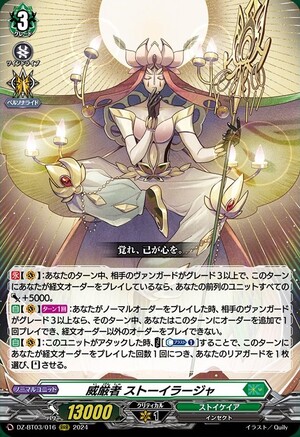 3
グレード
ツインドライブ
ペルソナライド
覚れ、己が心を。
永【V】:あなたのターン中、相手のヴァンガードがグレード3以上で、このターンにあなたが経文オーダーをプレイしているなら、あなたの前列のユニットすべての+5000。
自【V】ターン1回:あなたがノーマルオーダーをプレイした時、相手のヴァンガードがグレード3以上なら、そのターン中、あなたはこのターンにオーダーを追加で1回プレイでき、経文オーダー以外のオーダーをプレイできない。
自【V】:このユニットがアタックした時、することで、このターンにあなたが経文オーダーをプレイした回数1回につき、あなたのリアガードを1枚選び、【スタンド】させる。
ノーマルユニット
威厳者 ストーイラージャ
パワー
13000
クリティカル
1
ストイケイア
インセクト
DZ-BT03/016 RRR 2024
イラスト/Quily